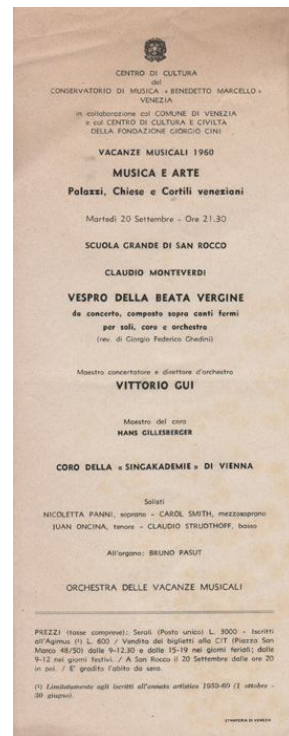 CENTRO DI CULTURA
del
CONSERVATORIO DI MUSICA « BENEDETTO MARCELLO »
VENEZIA
in collaborazione col COMUNE DI VENEZIA
e col CENTRO DI CULTURA E CIVILTÀ
DELLA FONDAZIONE GIORGIO CINI
VACANZE MUSICALI 1960
MUSICA E ARTE
Palazzi, Chiese e Cortili veneziani
Martedì 20 Settembre - Ore 21.30
SCUOLA GRANDE DI SAN ROCCO
CLAUDIO MONTEVERDI
VESPRO DELLA BEATA VERGINE
da concerto, composto sopra canti fermi
per soli, coro e orchestra
(rev. di Giorgio Federico Ghedini)
Maestro concertatore e direttore d'orchestra
VITTORIO GUI
Maestro del coro
HANS GILLESBERGER
CORO DELLA « SINGAKADEMIE » DI VIENNA
Solisti
NICOLETTA PANNI, soprano - CAROL SMITH, mezzosoprano
JUAN ONCINA, tenore - CLAUDIO STRUDTHOFF, basso
All'organo: BRUNO PASUT
ORCHESTRA DELLE VACANZE MUSICALI
PREZZI (tasse comprese): Serali (Posto unico) L. 3000 - Iscritti
all'Agimus (¹) L. 600 / Vendita dei biglietti alla CIT (Piazza San
Marco 48/50) dalle 9-12.30 e dalle 15-19 nei giorni feriali; dalle
9-12 nei giorni festivi. / A San Rocco il 20 Settembre dalle ore 20
in poi. / E' gradito l'abito da sera.
(¹) Limitatamente agli iscritti all'annata artistica 1959-60 (1 ottobre -
30 giugno).
STAMPERIA DI VENEZIA